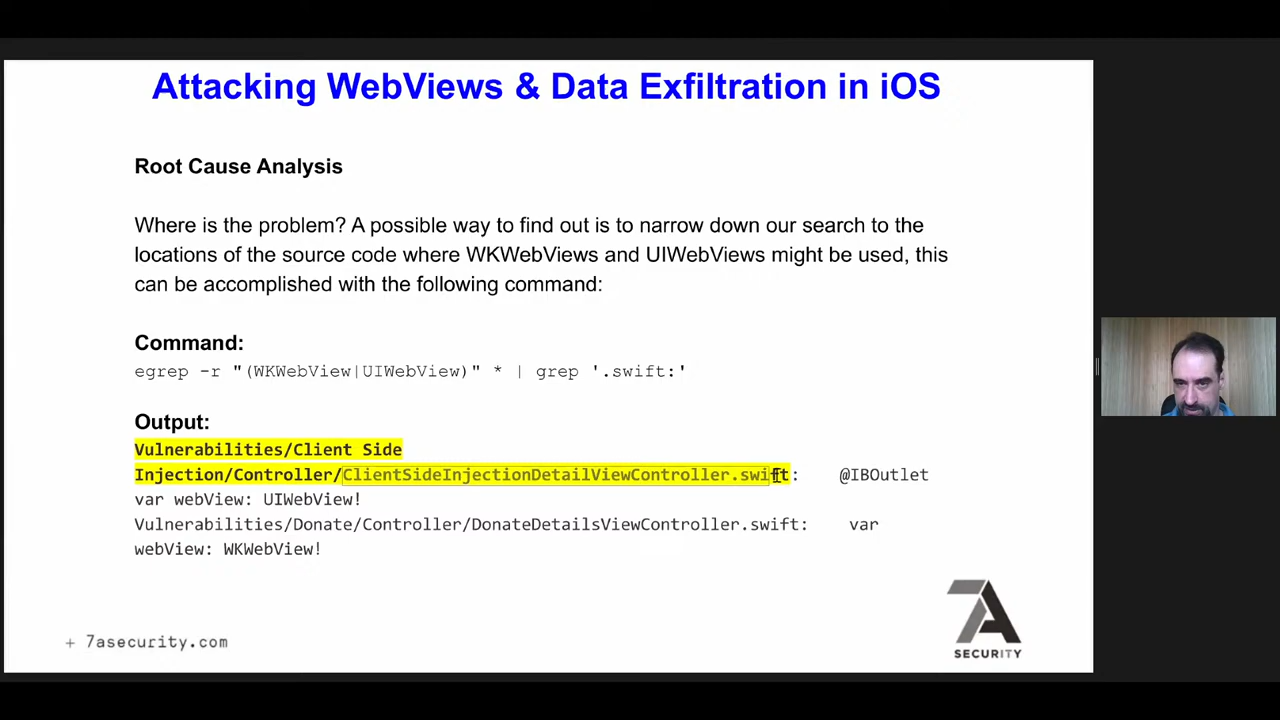 Attacking WebViews & Data Exfiltration in iOS
Root Cause Analysis
Where is the problem? A possible way to find out is to narrow down our search to the
locations of the source code where WKWebViews and UIWebViews might be used, this
can be accomplished with the following command:
Command:
egrep -r "(WKWebView|UIWebView)" * | grep '.swift:'
Output:
Vulnerabilities/Client Side
Injection/Controller/ClientSideInjectionDetailViewController.swift:    @IBOutlet
var webView: UIWebView!
Vulnerabilities/Donate/Controller/DonateDetailsViewController.swift:    var
webView: WKWebView!
+ 7asecurity.com
7A
SECURITY